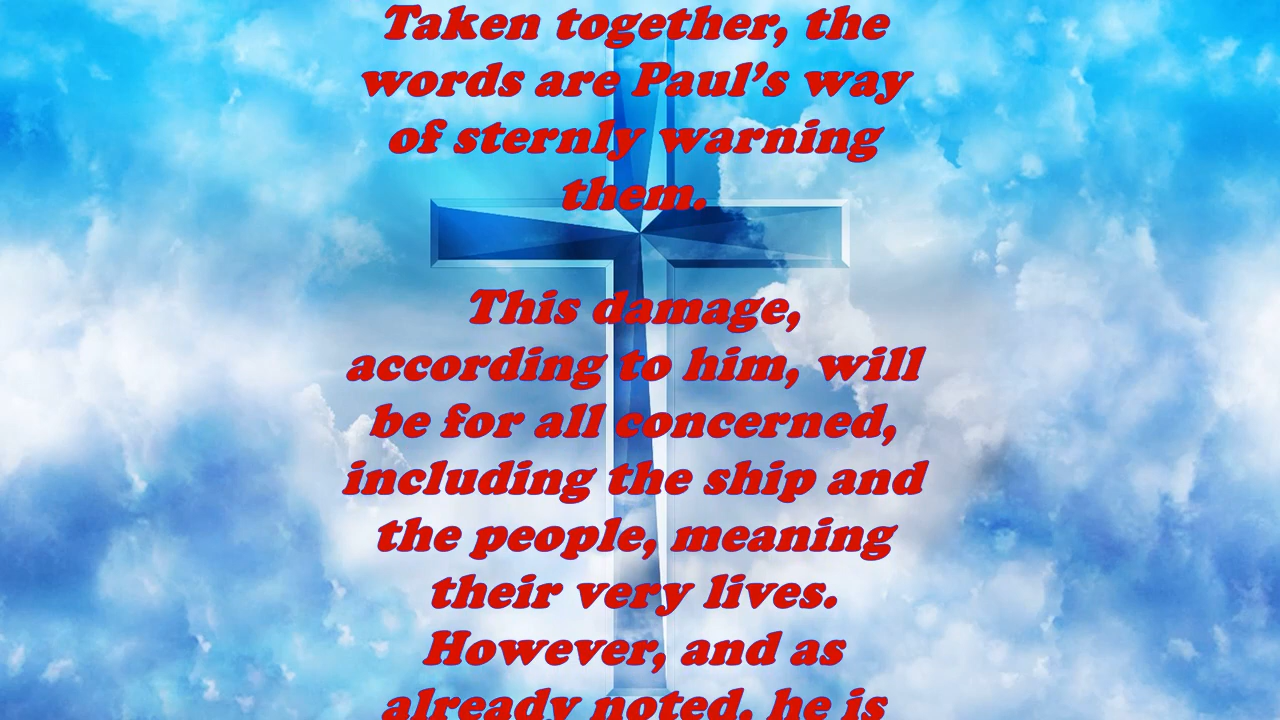 Taken together, the
words are Paul’s way
of sternly warning
them.
This damage,
according to him, will
be for all concerned,
including the ship and
the people, meaning
their very lives.
However, and as
already noted, he is